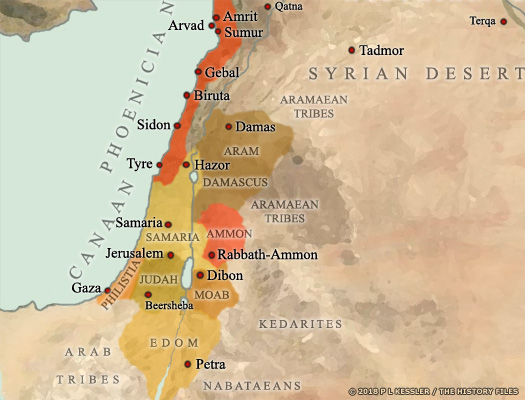 Qatna
Amrit
Arvad
Sumur
Terqa
Tadmor
Gebal
SYRIAN DESERT
PHOENICIAN
CANAAN
Biruta
ARAMAEAN
TRIBES
Sidon
Damas
ARAM
DAMASCUS
Tyre
Hazor
ARAMAEAN
TRIBES
Samaria
SAMARIA
AMMON
Jerusalem
Rabbath-Ammon
PHILISTIA
JUDAH
Dibon
Gaza
MOAB
Beersheba
KEDARITES
EDOM
ARAB
TRIBES
Petra
NABATAEANS
© 2018 P L KESSLER / THE HISTORY FILES